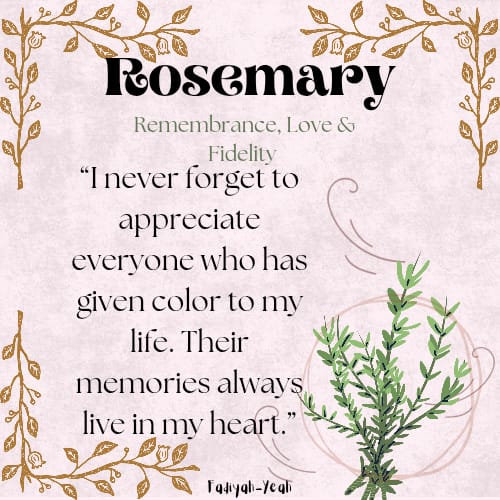 Rosemary
Remembrance, Love &
Fidelity
“I never forget to
appreciate
everyone who has
given color to my
life. Their
memories always
live in my heart.”
Fadiyah-Yeah